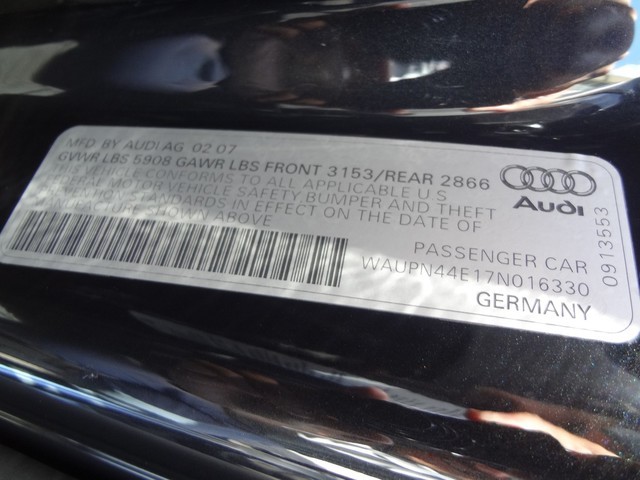 MFD BY AUDI AG 02 07
GVWR LBS 5908 GAWR LBS FRONT 3153/REAR 2866
THIS VEHICLE CONFORMS TO ALL APPLICABLE U S
FEDERAL MOTOR VEHICLE SAFETY, BUMPER AND THEFT
STANDARDS IN EFFECT ON THE DATE OF
MANUFACTURE SHOWN ABOVE
Audi
PASSENGER CAR
WAUPN44E17N016330
GERMANY
0913553